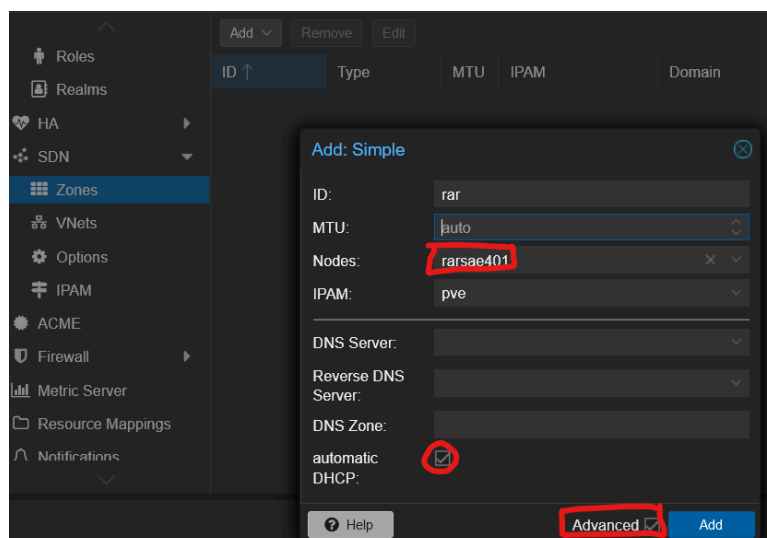 Add Remove Edit
Roles
ID ↑ Type MTU IPAM Domain
Realms
HA
SDN
Zones
VNets
Options
IPAM
ACME
Firewall
Metric Server
Resource Mappings
Notifications
Add: Simple
ID: rar
MTU: auto
Nodes: rarsae401
IPAM: pve
DNS Server:
Reverse DNS
Server:
DNS Zone:
automatic
DHCP:
Help Advanced Add